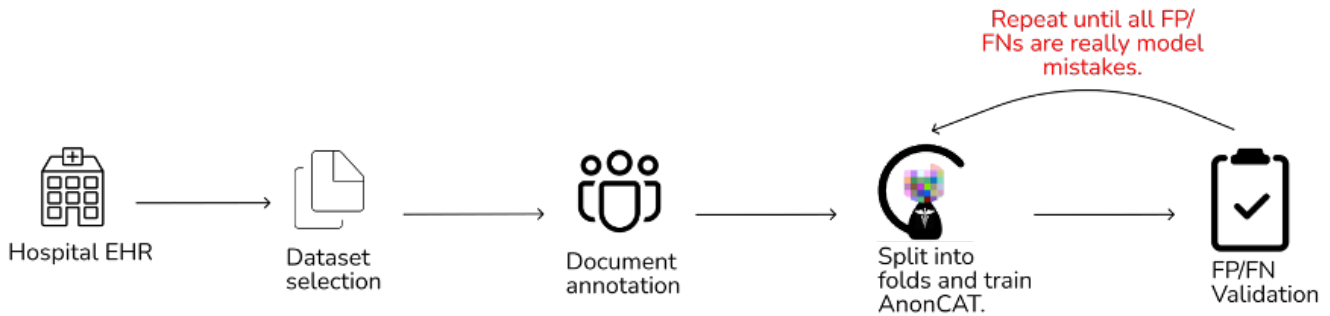 Repeat until all FP/
FNs are really model
mistakes.
Hospital EHR
Dataset
selection
Document
annotation
Split into
folds and train
AnonCAT.
FP/FN
Validation